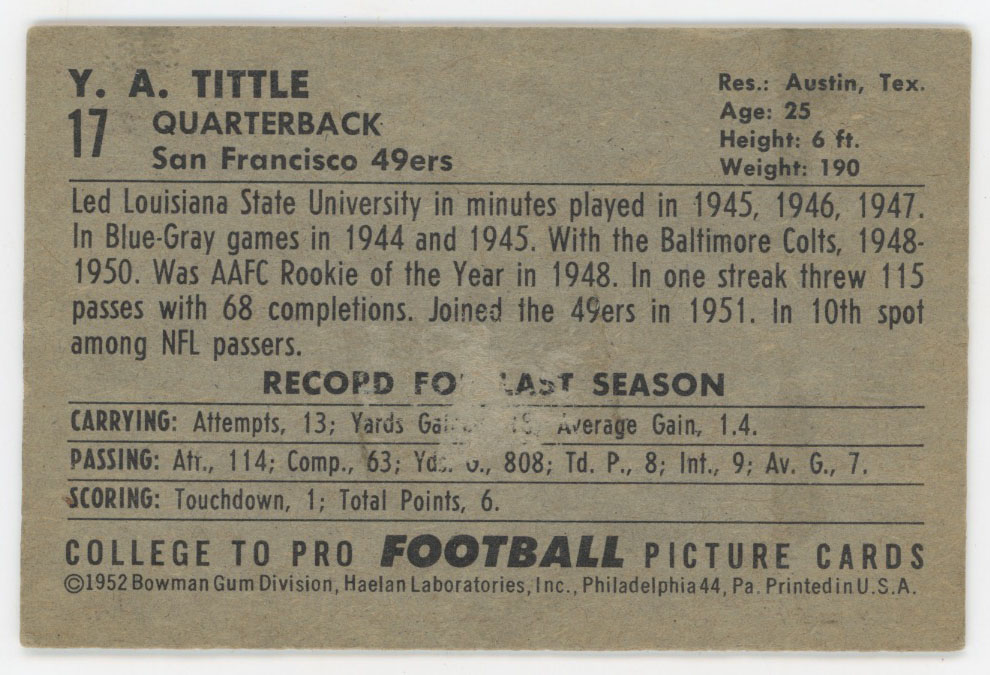 Y. A. TITTLE
17 QUARTERBACK
San Francisco 49ers
Res.: Austin, Tex.
Age: 25
Height: 6 ft.
Weight: 190
Led Louisiana State University in minutes played in 1945, 1946, 1947.
In Blue-Gray games in 1944 and 1945. With the Baltimore Colts, 1948-
1950. Was AAFC Rookie of the Year in 1948. In one streak threw 115
passes with 68 completions. Joined the 49ers in 1951. In 10th spot
among NFL passers.
RECORD FOR LAST SEASON
CARRYING: Attempts, 13; Yards Average Gain, 1.4.
PASSING: Att., 114; Comp., 63; Yds. G., 808; Td. P., 8; Int., 9; Av. G., 7.
SCORING: Touchdown, 1; Total Points, 6.
COLLEGE TO PRO FOOTBALL PICTURE CARDS
©1952 Bowman Gum Division, Haelan Laboratories, Inc., Philadelphia 44, Pa. Printed in U.S.A.